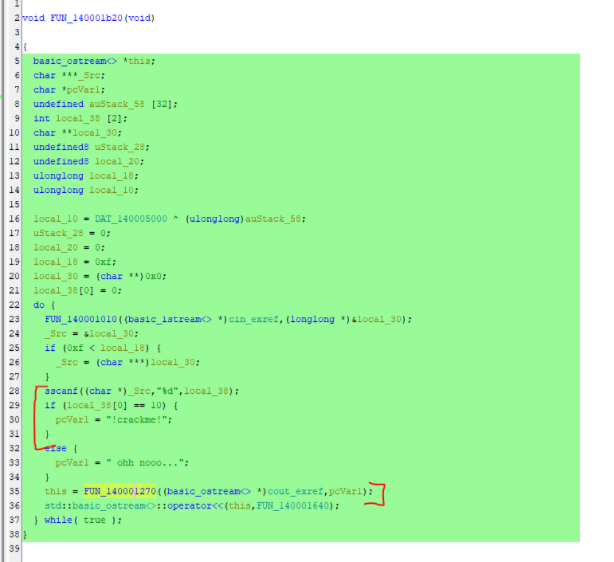 1
2 void FUN_140001b20(void)
3
4 {
5 basic_ostream<> *this;
6 char ***_Src;
7 char *pcVar1;
8 undefined auStack_58 [32];
9 int local_38 [2];
10 char **local_30;
11 undefined8 uStack_28;
12 undefined8 local_20;
13 ulonglong local_18;
14 ulonglong local_10;
15
16 local_10 = DAT_140005000 ^ (ulonglong)auStack_58;
17 uStack_28 = 0;
18 local_20 = 0;
19 local_18 = 0xf;
20 local_30 = (char **)0x0;
21 local_38[0] = 0;
22 do {
23 FUN_140001010((basic_istream<> *)cin_exref,(longlong *)&local_30);
24 _Src = &local_30;
25 if (0xf < local_18) {
26 _Src = (char ***)local_30;
27 }
28 sscanf((char *)_Src,"%d",local_38);
29 if (local_38[0] == 10) {
30 pcVar1 = "!crackme!";
31 }
32 else {
33 pcVar1 = " ohh nooo...";
34 }
35 this = FUN_140001270((basic_ostream<> *)cout_exref,pcVar1);
36 std::basic_ostream<>::operator<<(this,FUN_140001640);
37 } while( true );
38 }
39